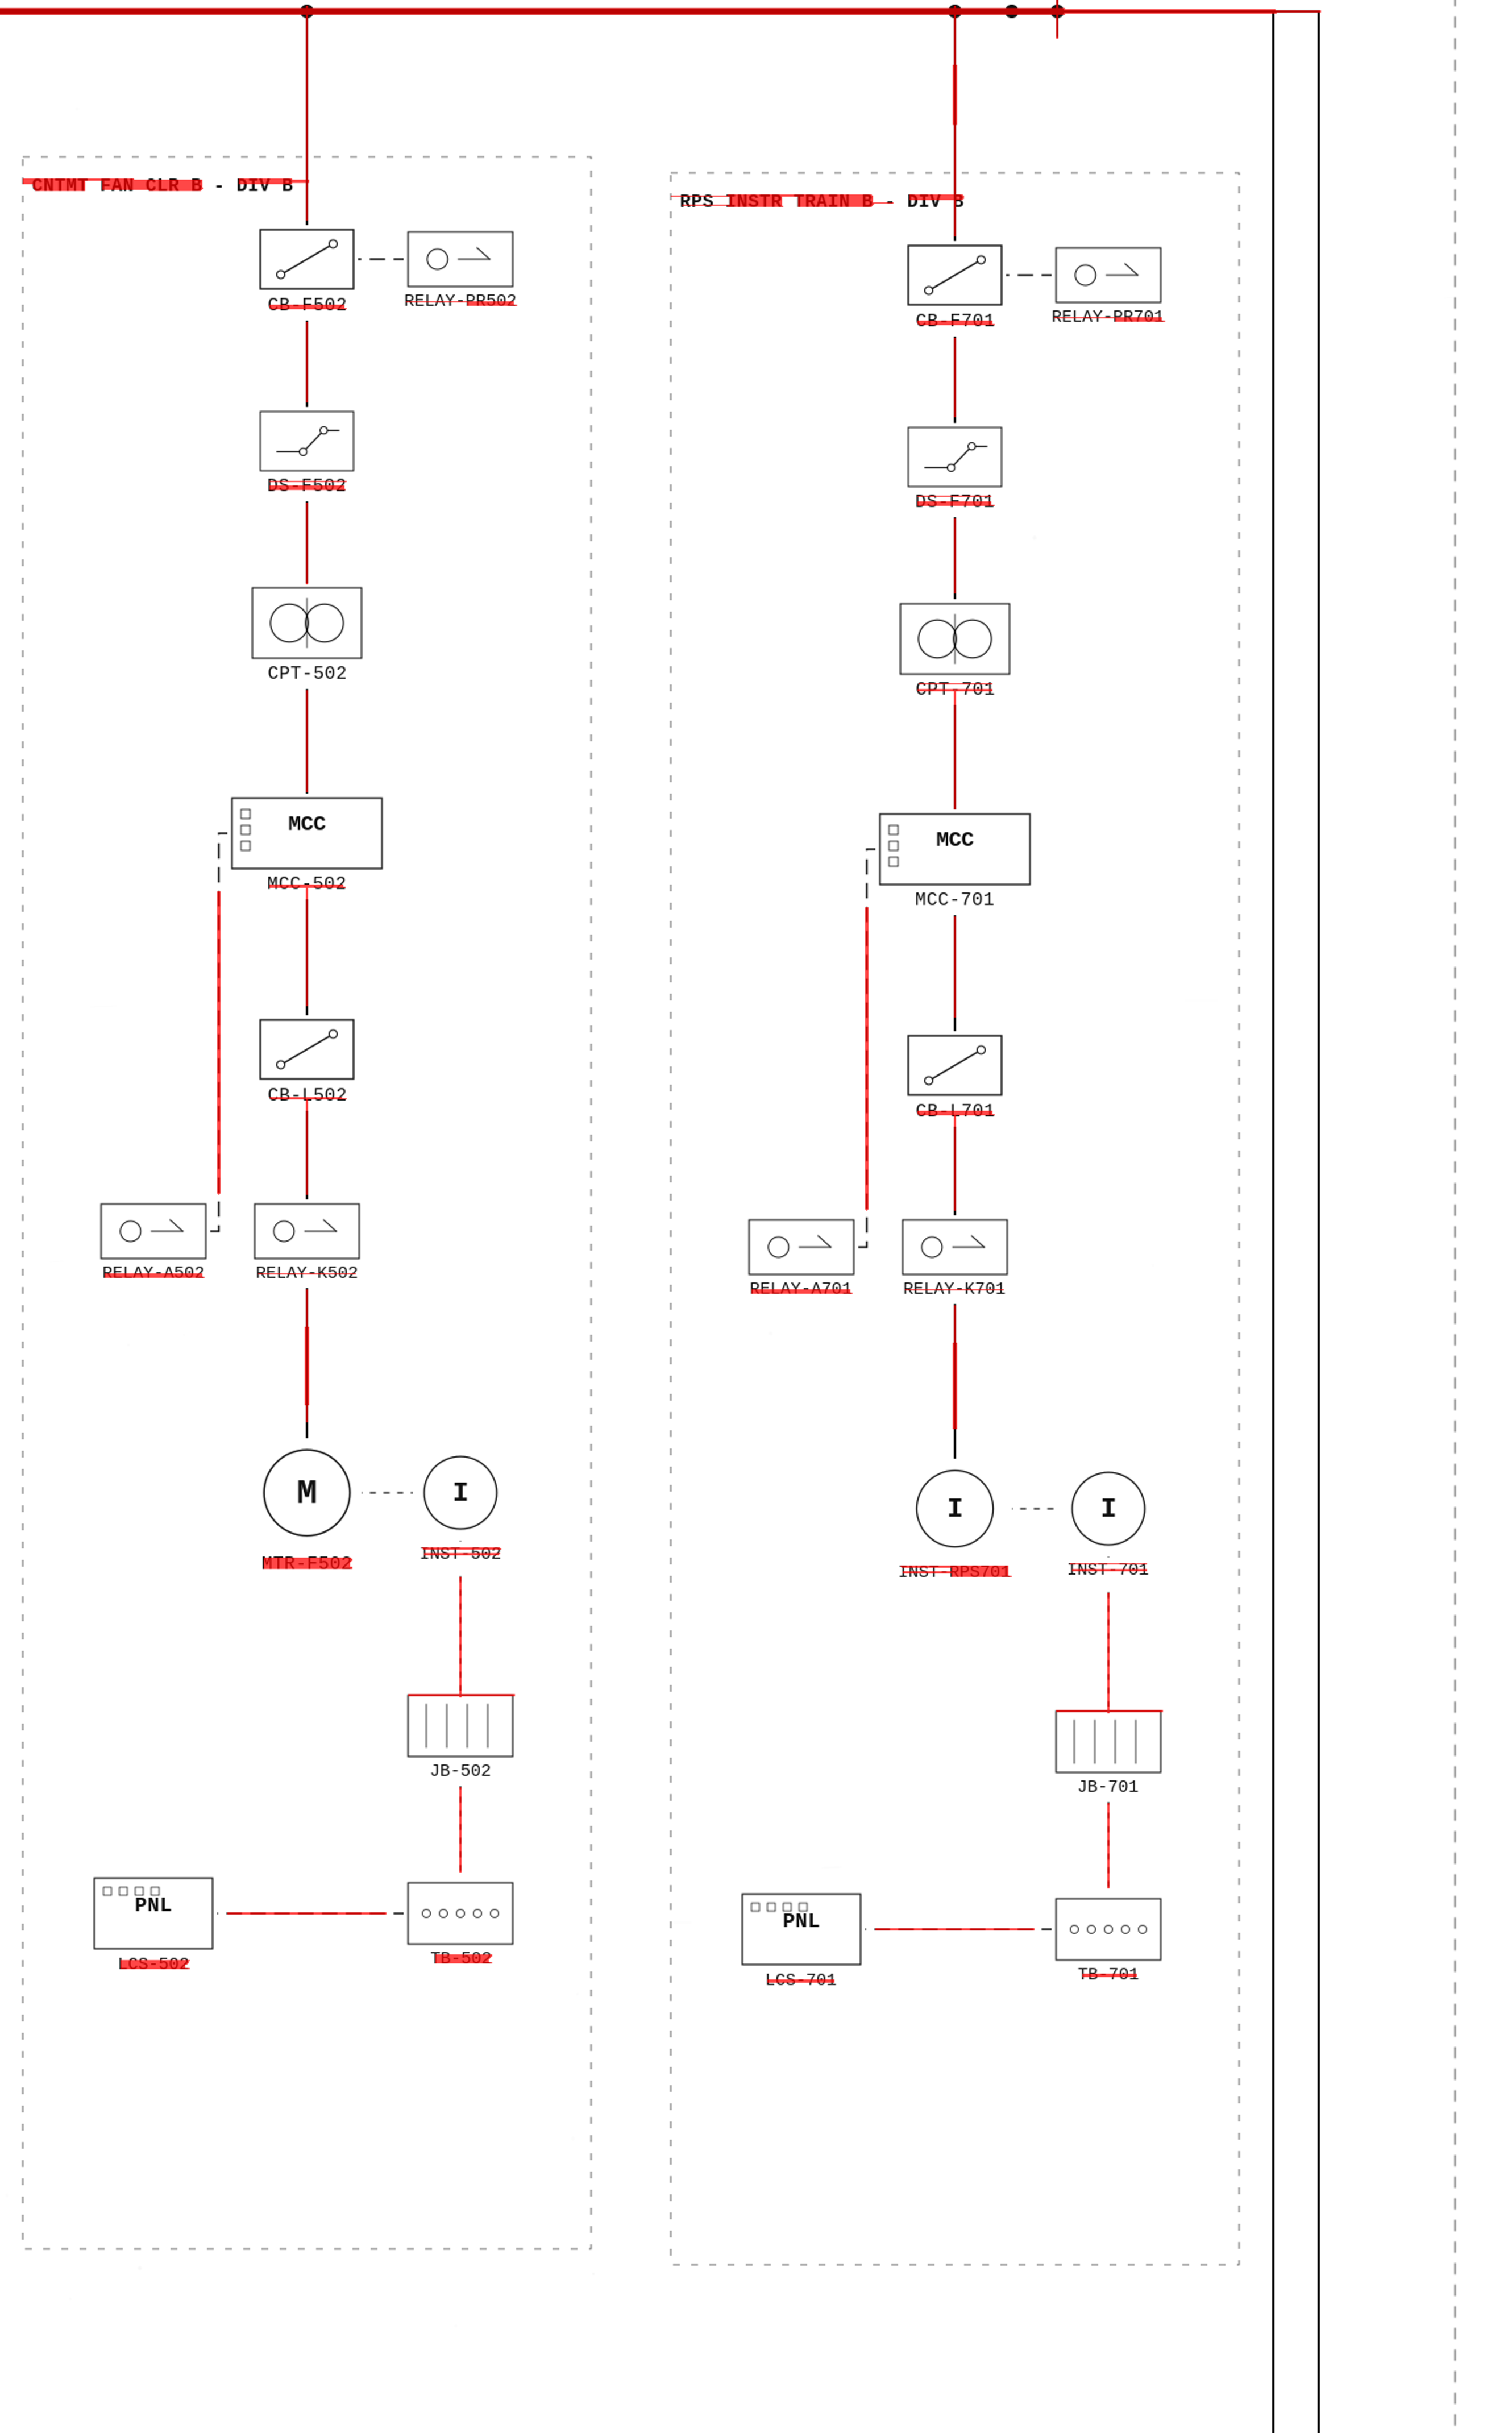 CNTMT FAN CLR B - DIV B
CB-F502
RELAY-PR502
DS-F502
CPT-502
MCC
MCC-502
CB-L502
RELAY-A502
RELAY-K502
M
I
MTR-F502
INST-502
JB-502
PNL
LCS-502
TB-502
RPS INSTR TRAIN B - DIV B
CB-F701
RELAY-PR701
DS-F701
CPT-701
MCC
MCC-701
CB-L701
RELAY-A701
RELAY-K701
I
I
INST-RPS701
INST-701
JB-701
PNL
LCS-701
TB-701